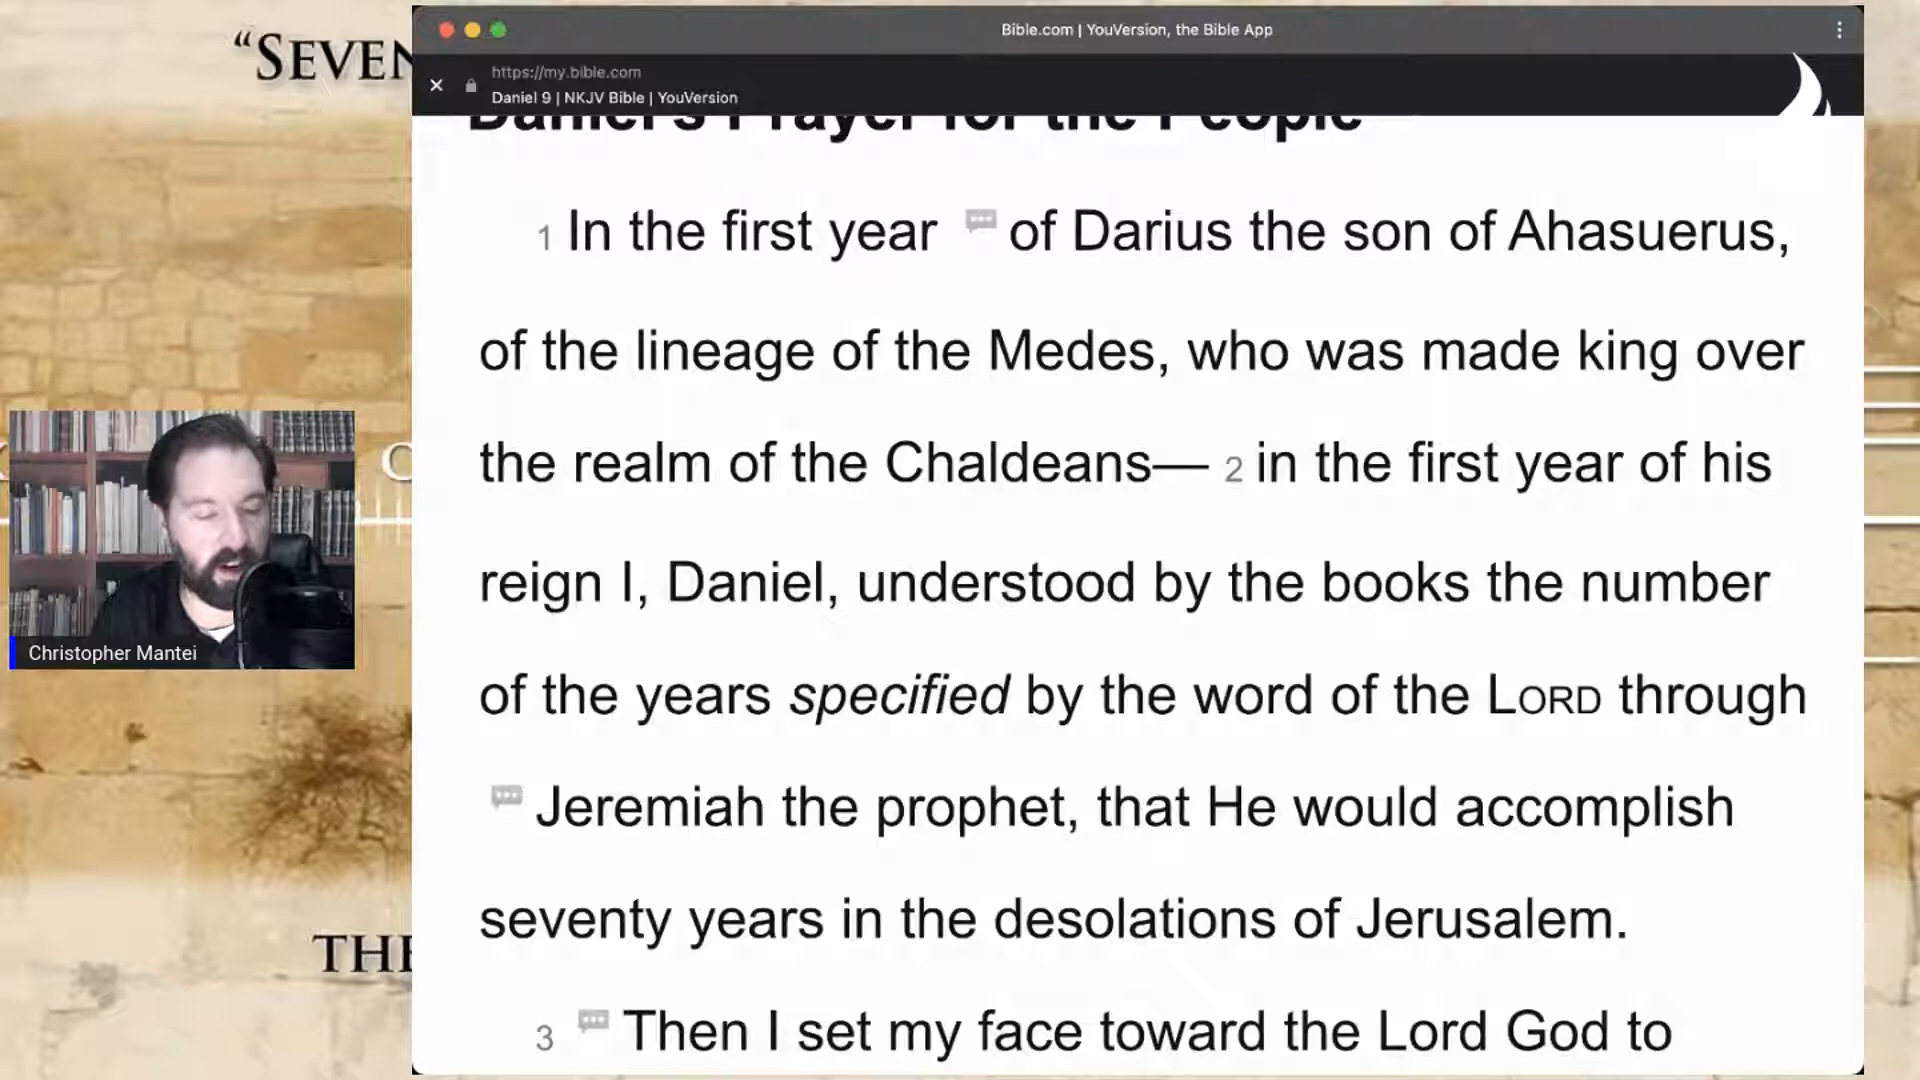 “SEVEN
Bible.com | YouVersion, the Bible App
https://my.bible.com
Daniel 9 | NKJV Bible | YouVersion
Daniel's Prayer for the People
1 In the first year of Darius the son of Ahasuerus,
of the lineage of the Medes, who was made king over
the realm of the Chaldeans— 2 in the first year of his
reign I, Daniel, understood by the books the number
of the years specified by the word of the LORD through
Jeremiah the prophet, that He would accomplish
seventy years in the desolations of Jerusalem.
3 Then I set my face toward the Lord God to
Christopher Mantei
THE